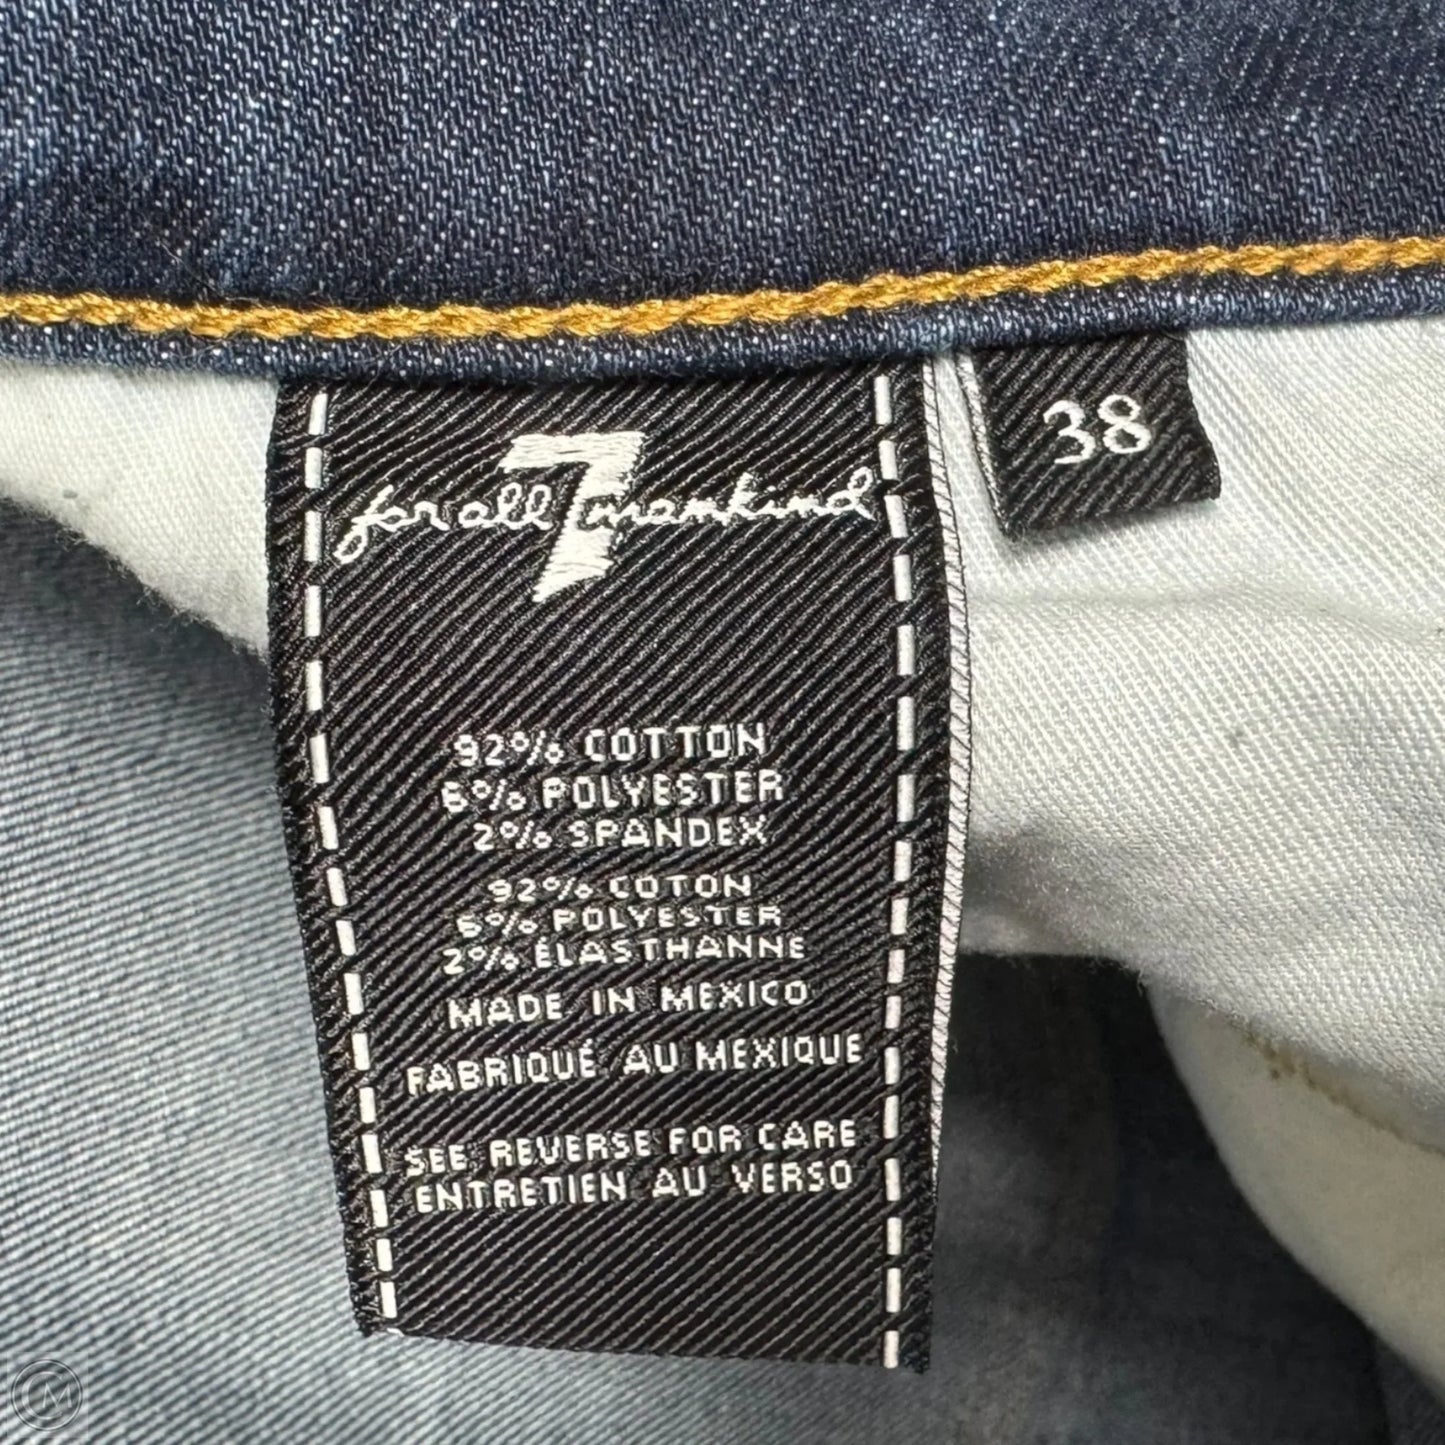 for all 7 mankind
38
92% COTTON
6% POLYESTER
2% SPANDEX
92% COTON
6% POLYESTER
2% ÉLASTHANNE
MADE IN MEXICO
FABRIQUÉ AU MEXIQUE
SEE REVERSE FOR CARE
ENTRETIEN AU VERSO
CM